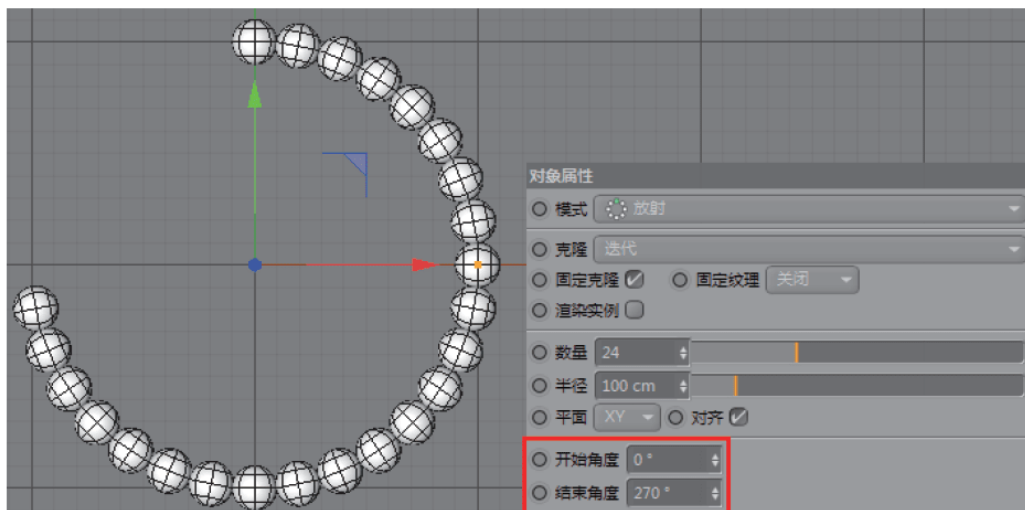 对象属性
模式 放射
克隆 迭代
固定克隆 固定纹理 关闭
渲染实例
数量 24
半径 100 cm
平面 XY 对齐
开始角度 0°
结束角度 270°